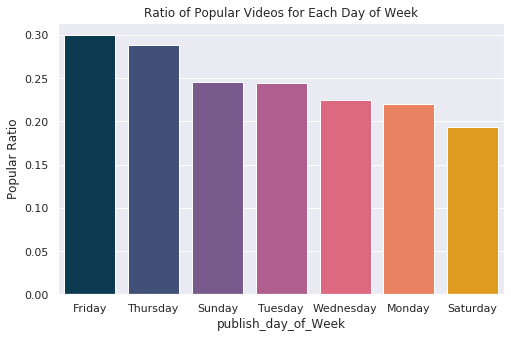 Ratio of Popular Videos for Each Day of Week
Popular Ratio
0.30
0.25
0.20
0.15
0.10
0.05
0.00
Friday Thursday Sunday Tuesday Wednesday Monday Saturday
publish_day_of_Week